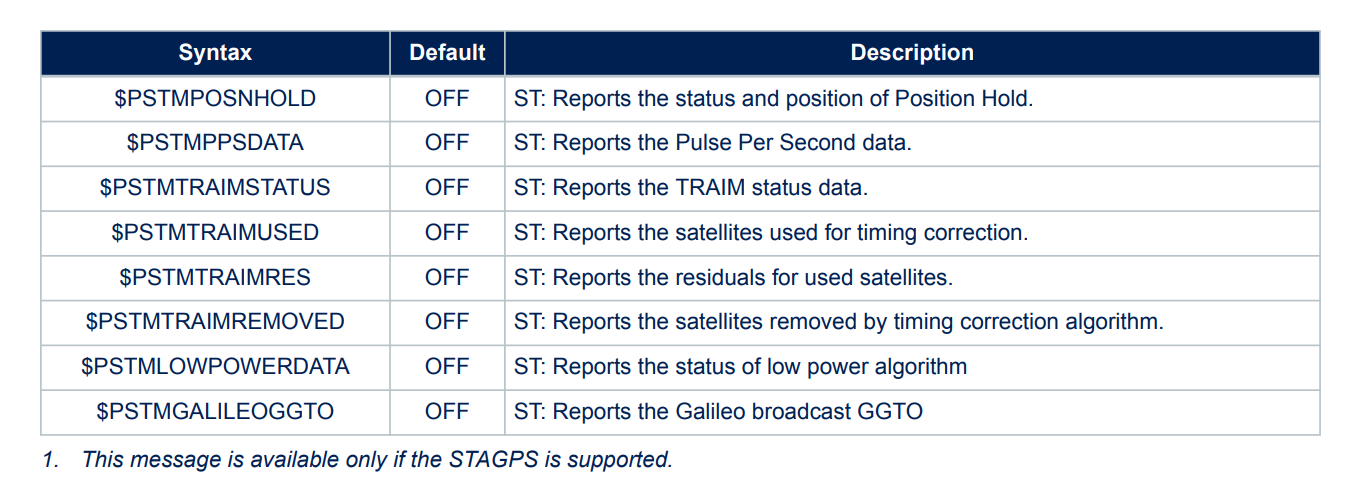 Syntax Default Description
$PSTMPOSNHOLD OFF ST: Reports the status and position of Position Hold.
$PSTMPPSDATA OFF ST: Reports the Pulse Per Second data.
$PSTMTRAIMSTATUS OFF ST: Reports the TRAIM status data.
$PSTMTRAIMUSED OFF ST: Reports the satellites used for timing correction.
$PSTMTRAIMRES OFF ST: Reports the residuals for used satellites.
$PSTMTRAIMREMOVED OFF ST: Reports the satellites removed by timing correction algorithm.
$PSTMLOWPOWERDATA OFF ST: Reports the status of low power algorithm
$PSTMGALILEOGGTO OFF ST: Reports the Galileo broadcast GGTO
1. This message is available only if the STAGPS is supported.